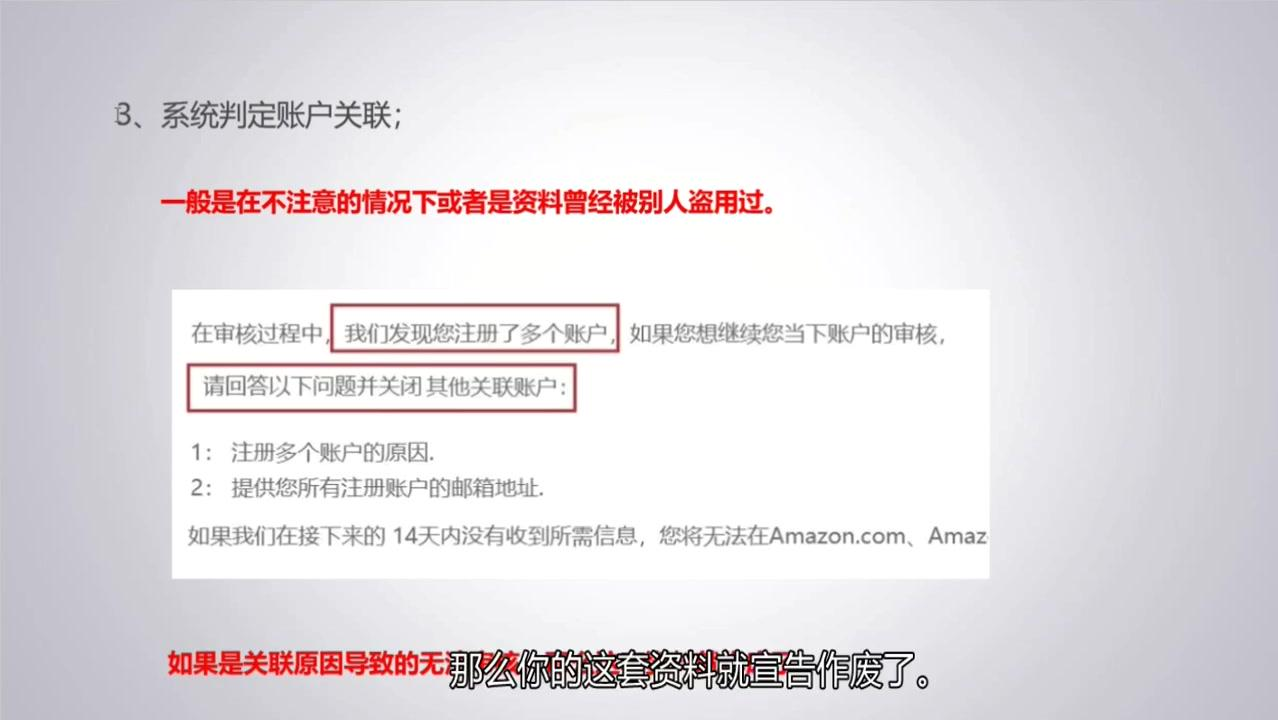 3、系统判定账户关联；
一般是在不注意的情况下或者是资料曾经被别人盗用过。
在审核过程中，我们发现您注册了多个账户，如果您想继续您当下账户的审核，
请回答以下问题并关闭 其他关联账户：
1： 注册多个账户的原因.
2： 提供您所有注册账户的邮箱地址.
如果我们在接下来的 14天内没有收到所需信息，您将无法在Amazon.com、Amaz
如果是关联原因导致的无
那么你的这套资料就宣告作废了。